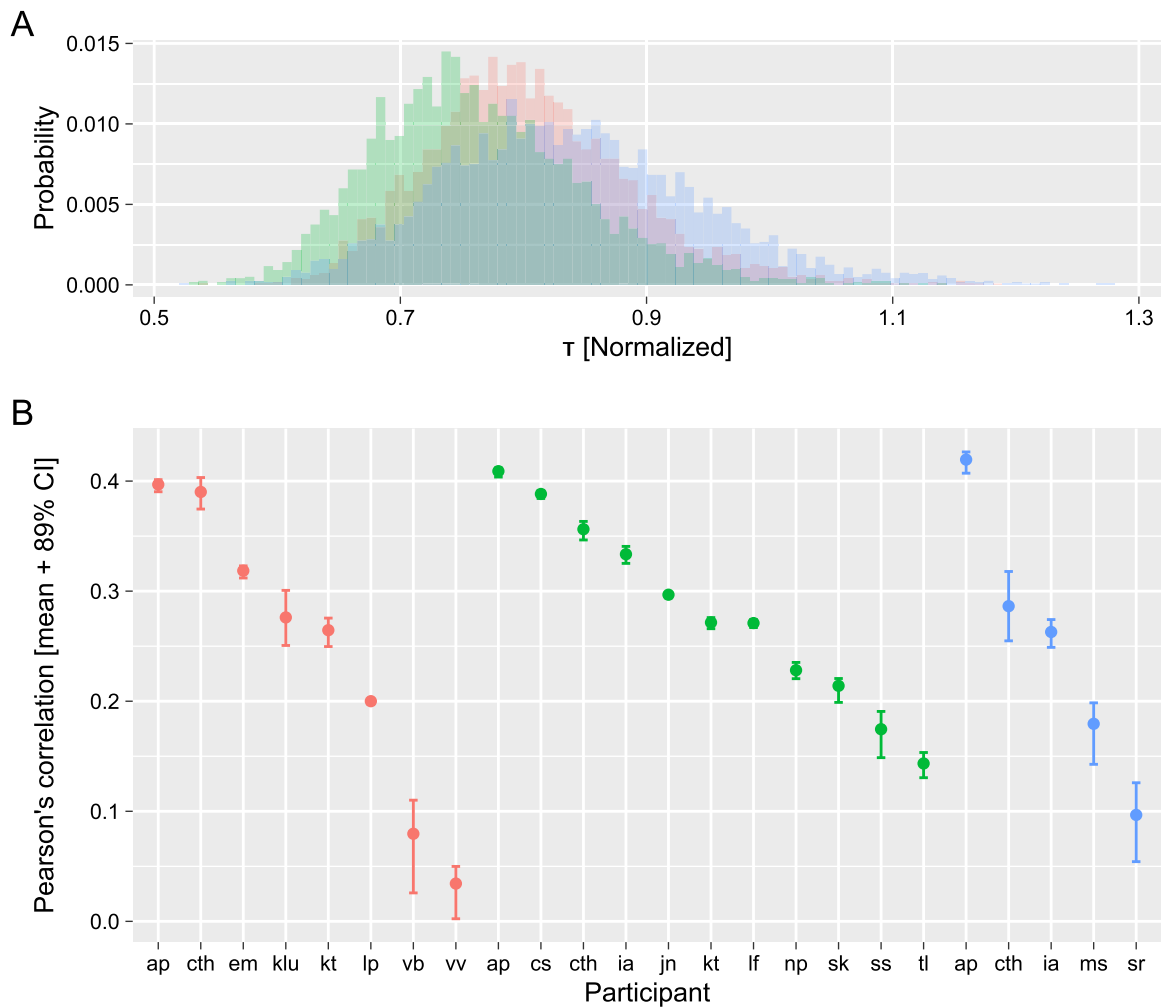 A
0.015
0.010
0.005
0.000
Probability
0.5 0.7 0.9 1.1 1.3
τ [Normalized]
B
0.4
0.3
0.2
0.1
0.0
Pearson's correlation [mean + 89% CI]
ap cth em klu kt lp vb vv ap cs cth ia jn kt lf np sk ss tl ap cth ia ms sr
Participant